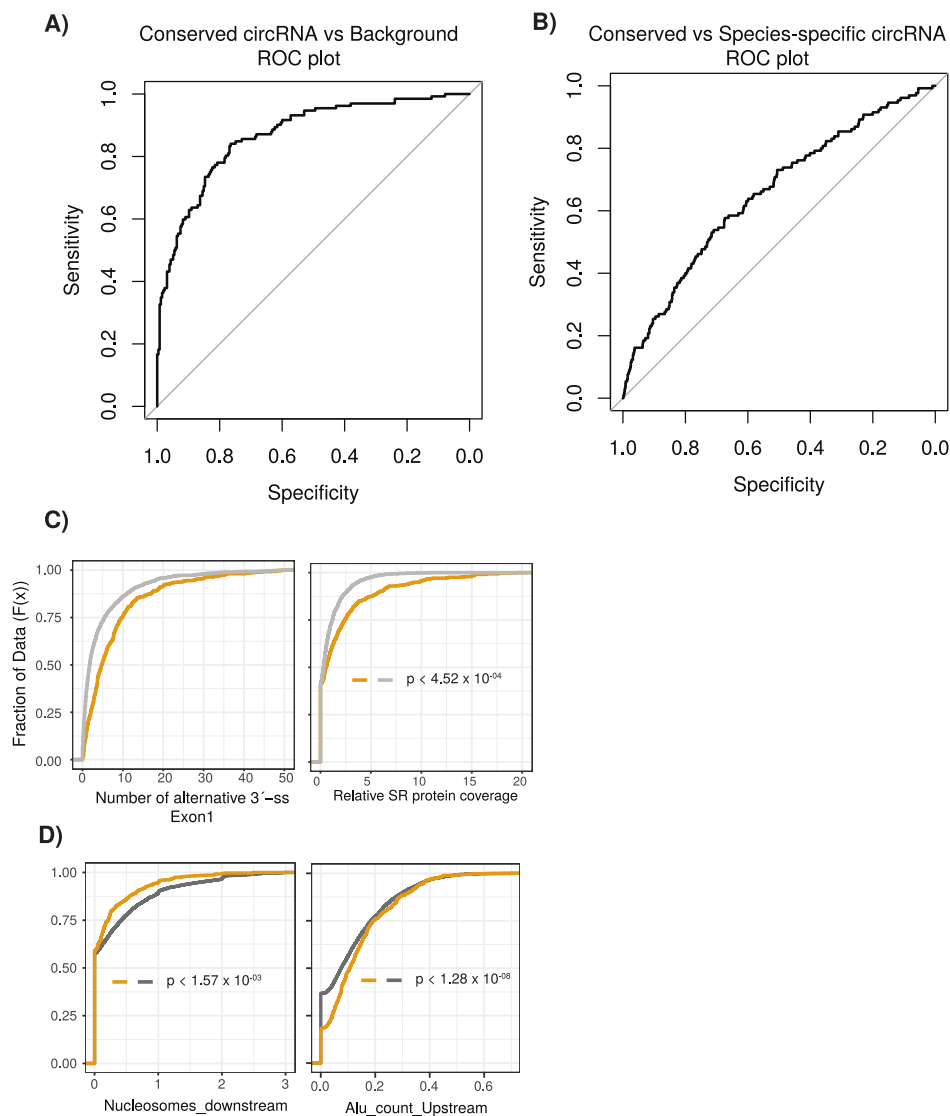 A)
Conserved circRNA vs Background
ROC plot
Sensitivity
0.0 0.2 0.4 0.6 0.8 1.0
1.0 0.8 0.6 0.4 0.2 0.0
Specificity
B)
Conserved vs Species-specific circRNA
ROC plot
Sensitivity
0.0 0.2 0.4 0.6 0.8 1.0
1.0 0.8 0.6 0.4 0.2 0.0
Specificity
C)
Fraction of Data (F(x))
1.00
0.75
0.50
0.25
0.00
0 10 20 30 40 50
Number of alternative 3´-ss
Exon1
p < 4.52 x 10⁻⁰⁴
0 5 10 15 20
Relative SR protein coverage
D)
1.00
0.75
0.50
0.25
0.00
p < 1.57 x 10⁻⁰³
0 1 2 3
Nucleosomes_downstream
p < 1.28 x 10⁻⁰⁸
0.0 0.2 0.4 0.6
Alu_count_Upstream